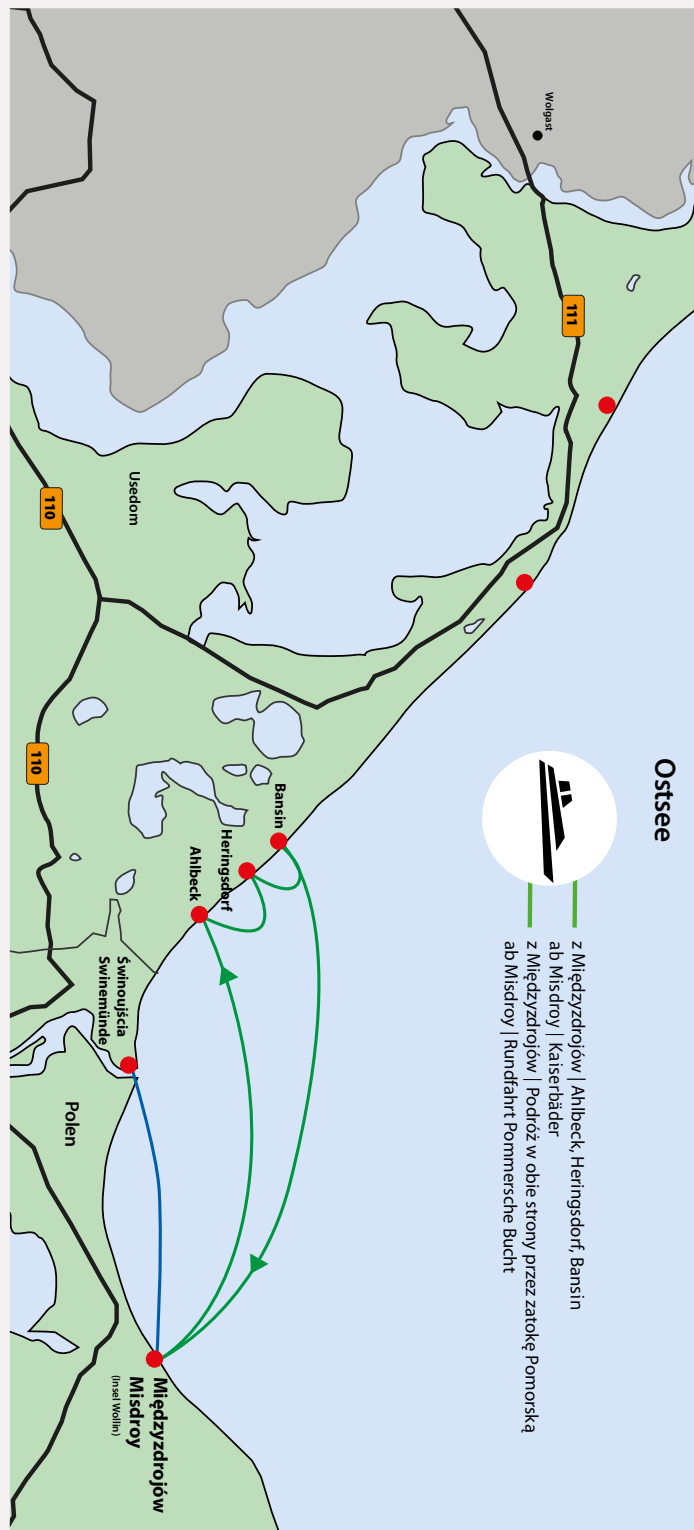 Ostsee
z Międzyzdrojów | Ahlbeck, Heringsdorf, Bansin
ab Misdroy | Kaiserbäder
z Międzyzdrojów | Podróż w obie strony przez zatokę Pomorską
ab Misdroy | Rundfahrt Pommersche Bucht
Wolgast
111
Usedom
110
110
Bansin
Heringsdorf
Ahlbeck
Świnoujścia
Swinemünde
Polen
Międzyzdrojów
Misdroy
(Insel Wollin)